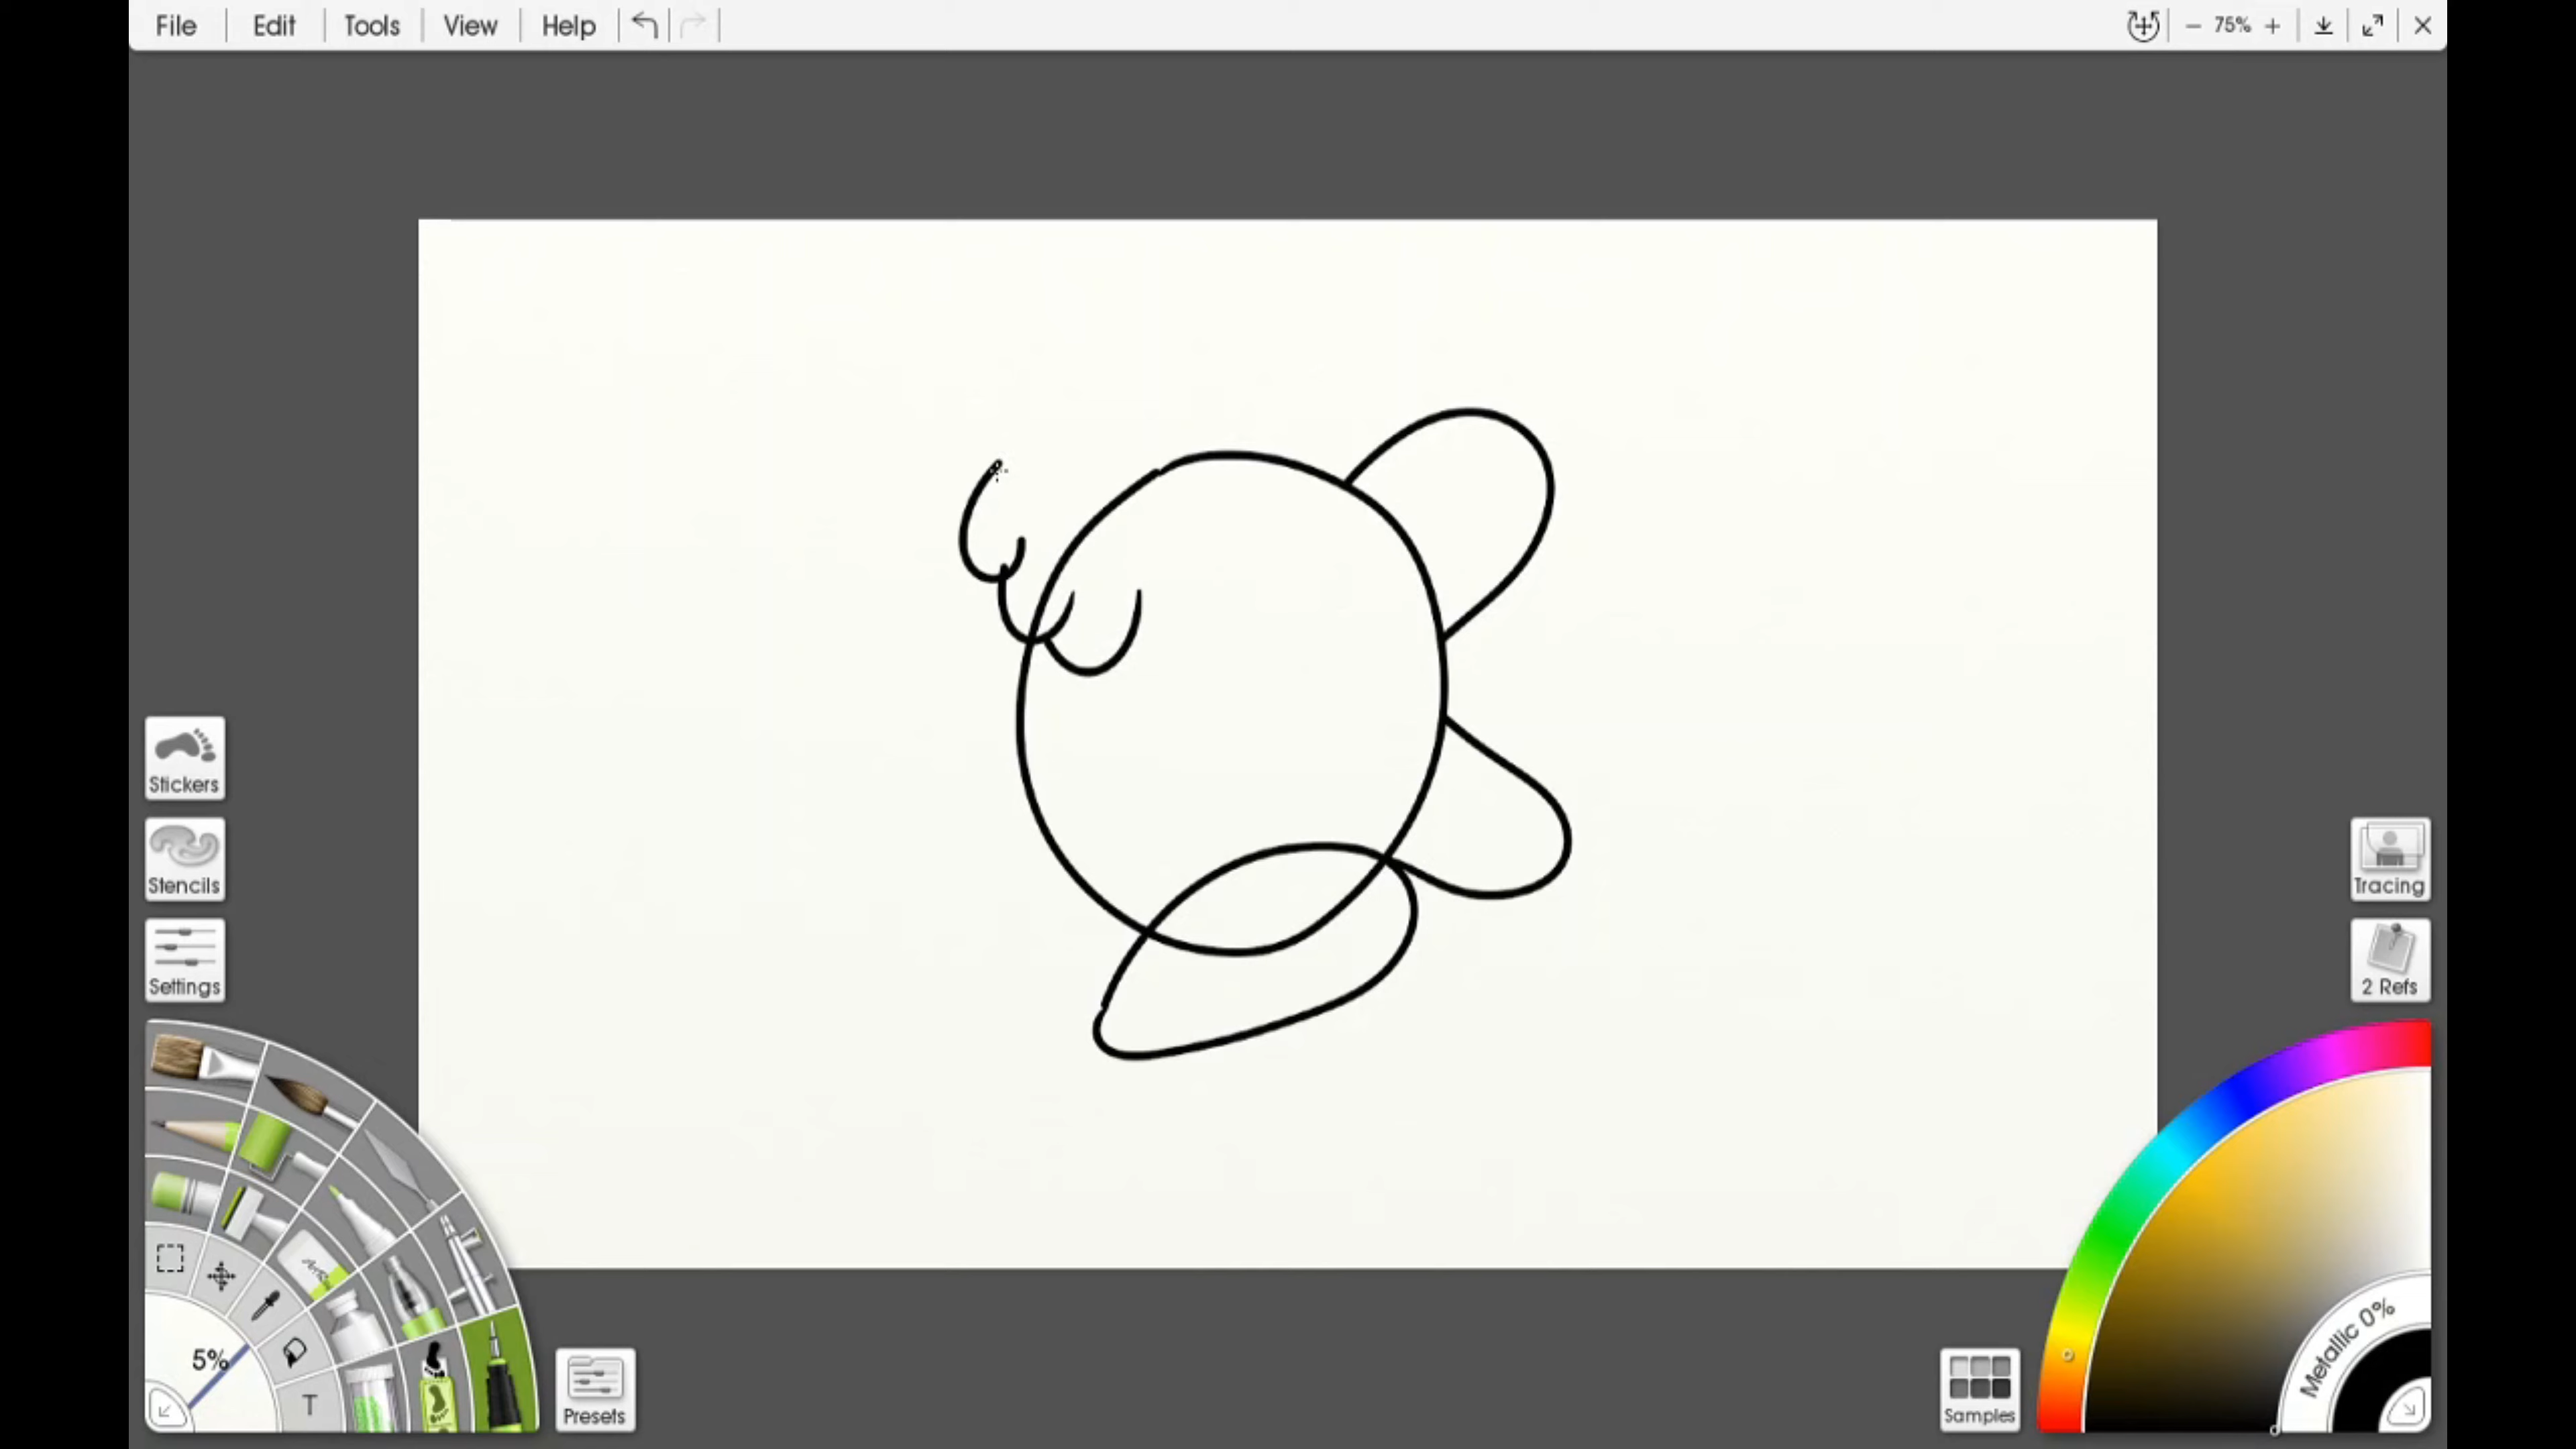 File Edit Tools View Help 75%
Stickers
Stencils
Settings
Tracing
2 Refs
5%
T
Presets
Samples
Metallic 0%